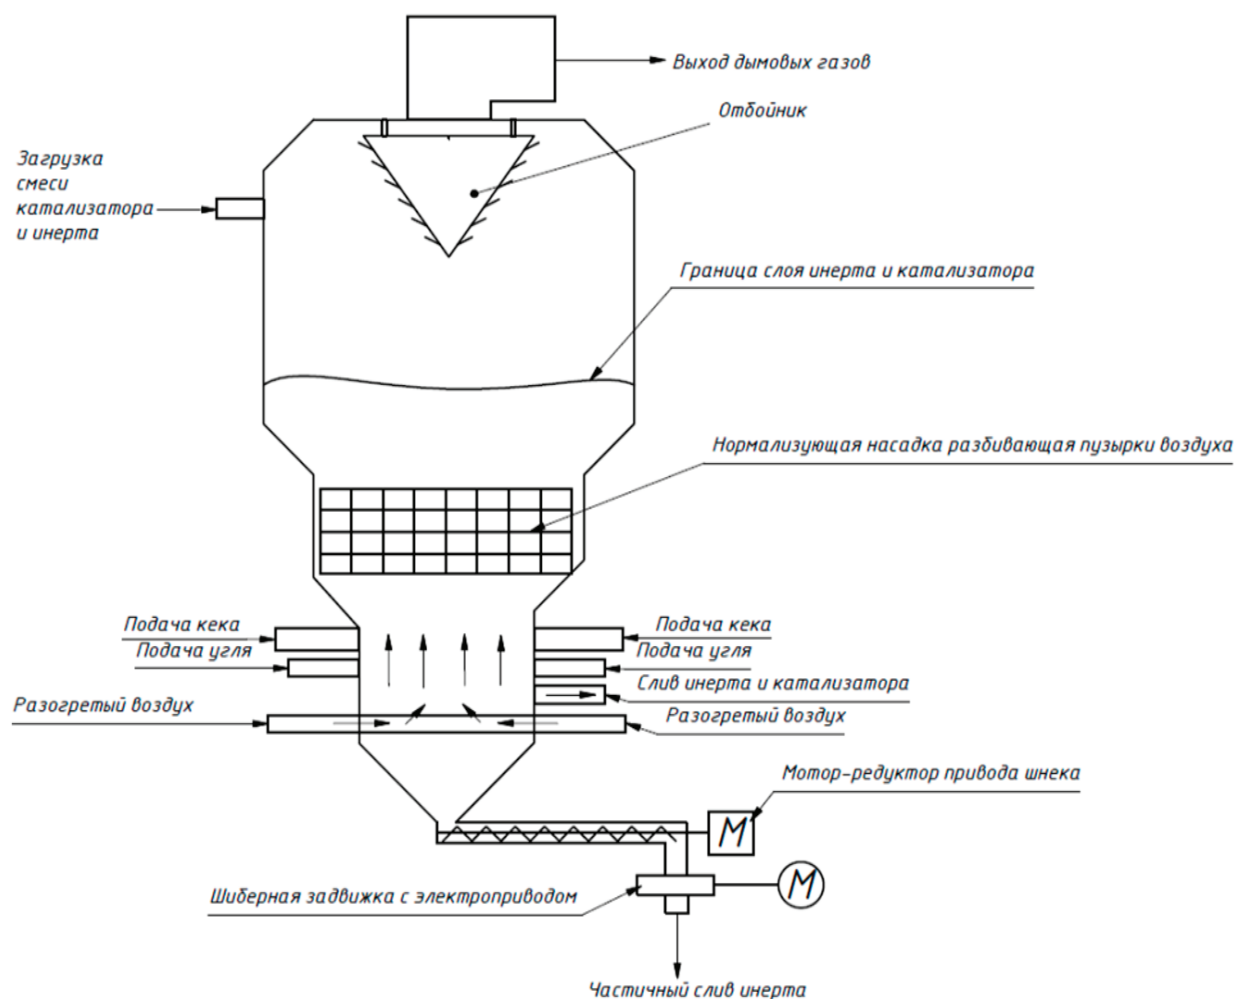 Выход дымовых газов
Отбойник
Загрузка
смеси
катализатора
и инерта
Граница слоя инерта и катализатора
Нормализующая насадка разбивающая пузырки воздуха
Подача кека
Подача кека
Подача угля
Подача угля
Слив инерта и катализатора
Разогретый воздух
Разогретый воздух
Мотор-редуктор привода шнека
М
М
Шиберная задвижка с электроприводом
Частичный слив инерта